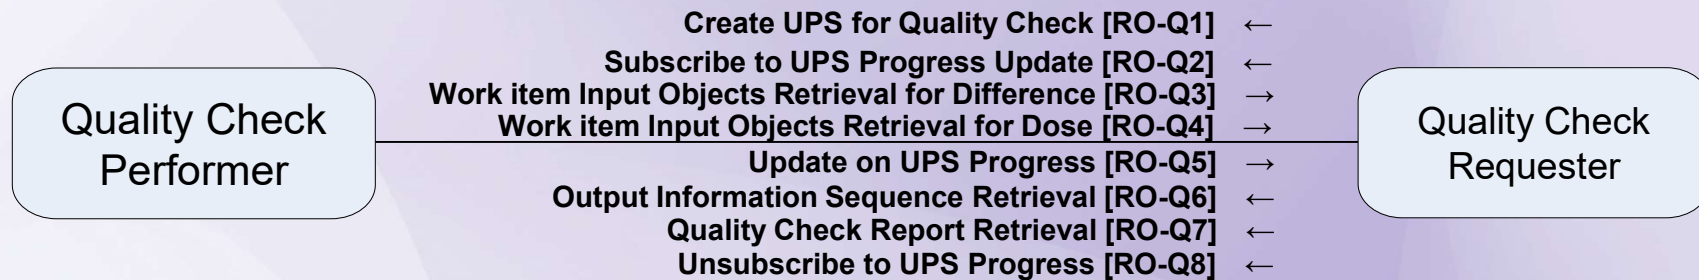 Create UPS for Quality Check [RO-Q1] ←
Subscribe to UPS Progress Update [RO-Q2] ←
Work item Input Objects Retrieval for Difference [RO-Q3] →
Work item Input Objects Retrieval for Dose [RO-Q4] →
Update on UPS Progress [RO-Q5] →
Output Information Sequence Retrieval [RO-Q6] ←
Quality Check Report Retrieval [RO-Q7] ←
Unsubscribe to UPS Progress [RO-Q8] ←
Quality Check
Performer
Quality Check
Requester